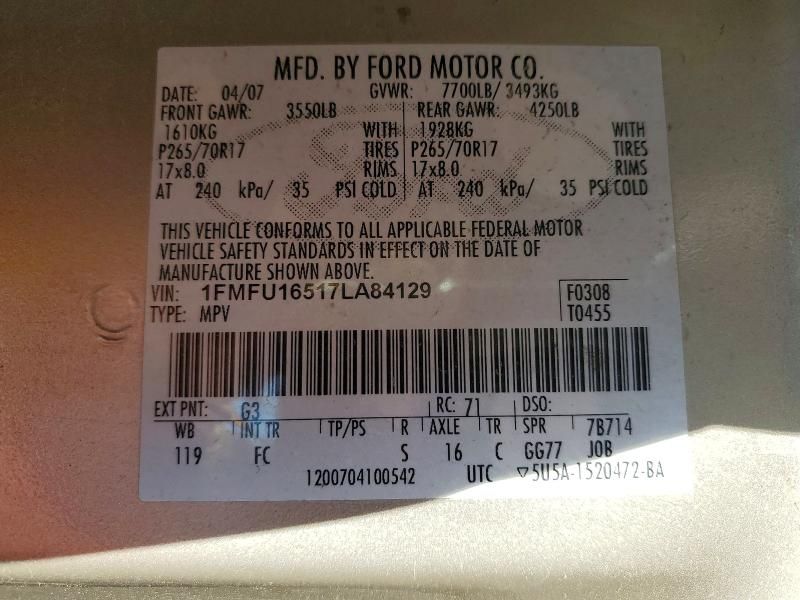 MFD. BY FORD MOTOR CO.
DATE: 04/07 GVWR: 7700LB/ 3493KG
FRONT GAWR: 3550LB REAR GAWR: 4250LB
1610KG WITH 1928KG WITH
P265/70R17 TIRES P265/70R17 TIRES
17x8.0 RIMS 17x8.0 RIMS
AT 240 kPa/ 35 PSI COLD AT 240 kPa/ 35 PSI COLD
THIS VEHICLE CONFORMS TO ALL APPLICABLE FEDERAL MOTOR
VEHICLE SAFETY STANDARDS IN EFFECT ON THE DATE OF
MANUFACTURE SHOWN ABOVE.
VIN: 1FMFU16517LA84129 F0308
TYPE: MPV T0455
EXT PNT: G3 RC: 71 DSO:
WB INT TR TP/PS R AXLE TR SPR 7B714
119 FC S 16 C GG77 JOB
1200704100542 UTC ▽5U5A-1520472-BA